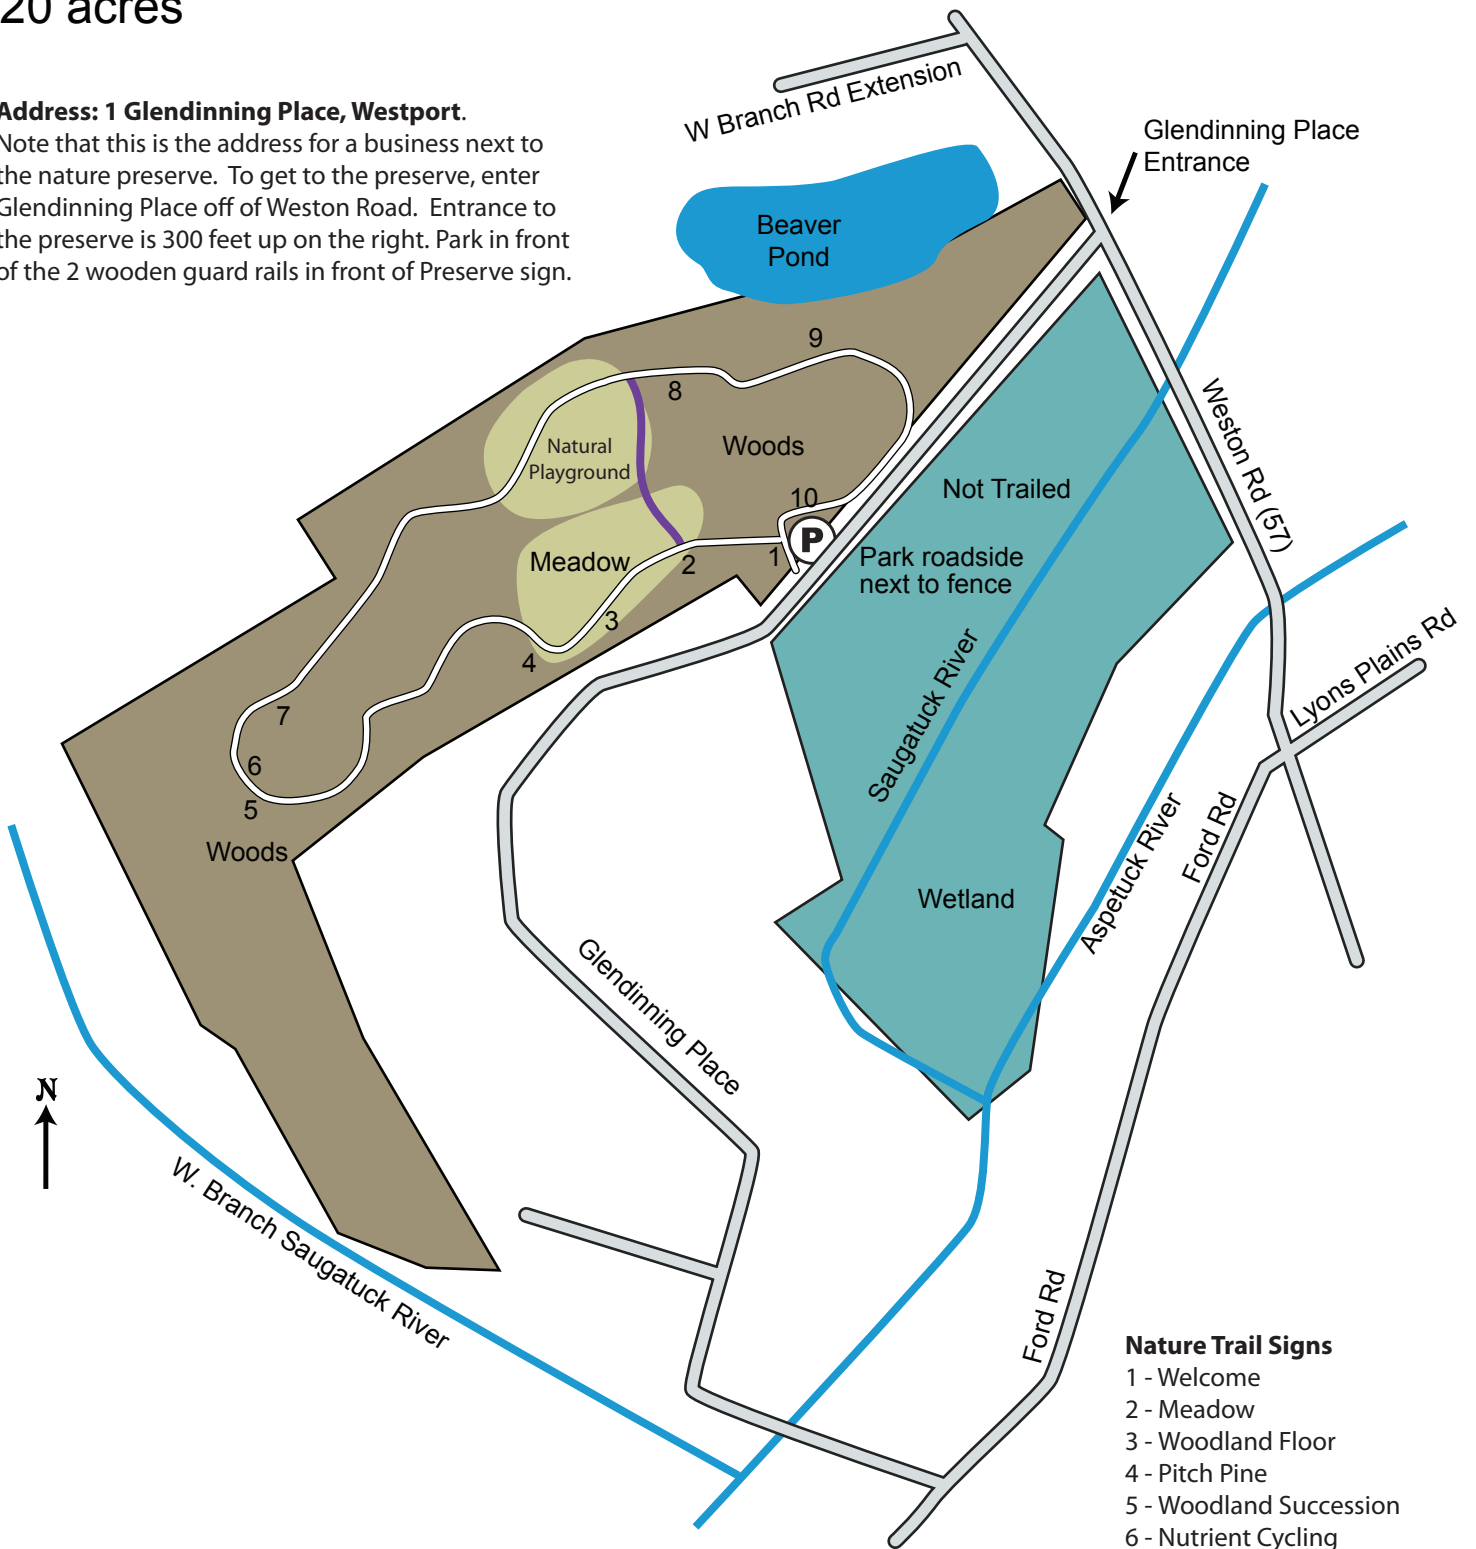 20 acres
Address: 1 Glendinning Place, Westport.
Note that this is the address for a business next to
the nature preserve. To get to the preserve, enter
Glendinning Place off of Weston Road. Entrance to
the preserve is 300 feet up on the right. Park in front
of the 2 wooden guard rails in front of Preserve sign.
W Branch Rd Extension
Glendinning Place
Entrance
Beaver
Pond
9
8
Natural
Playground
Woods
Weston Rd (57)
Not Trailed
10
P
1
2
Meadow
Park roadside
next to fence
3
4
Saugatuck River
Lyons Plains Rd
7
6
5
Woods
Ford Rd
Aspetuck River
Wetland
Glendinning Place
N
W. Branch Saugatuck River
Ford Rd
Nature Trail Signs
1 - Welcome
2 - Meadow
3 - Woodland Floor
4 - Pitch Pine
5 - Woodland Succession
6 - Nutrient Cycling